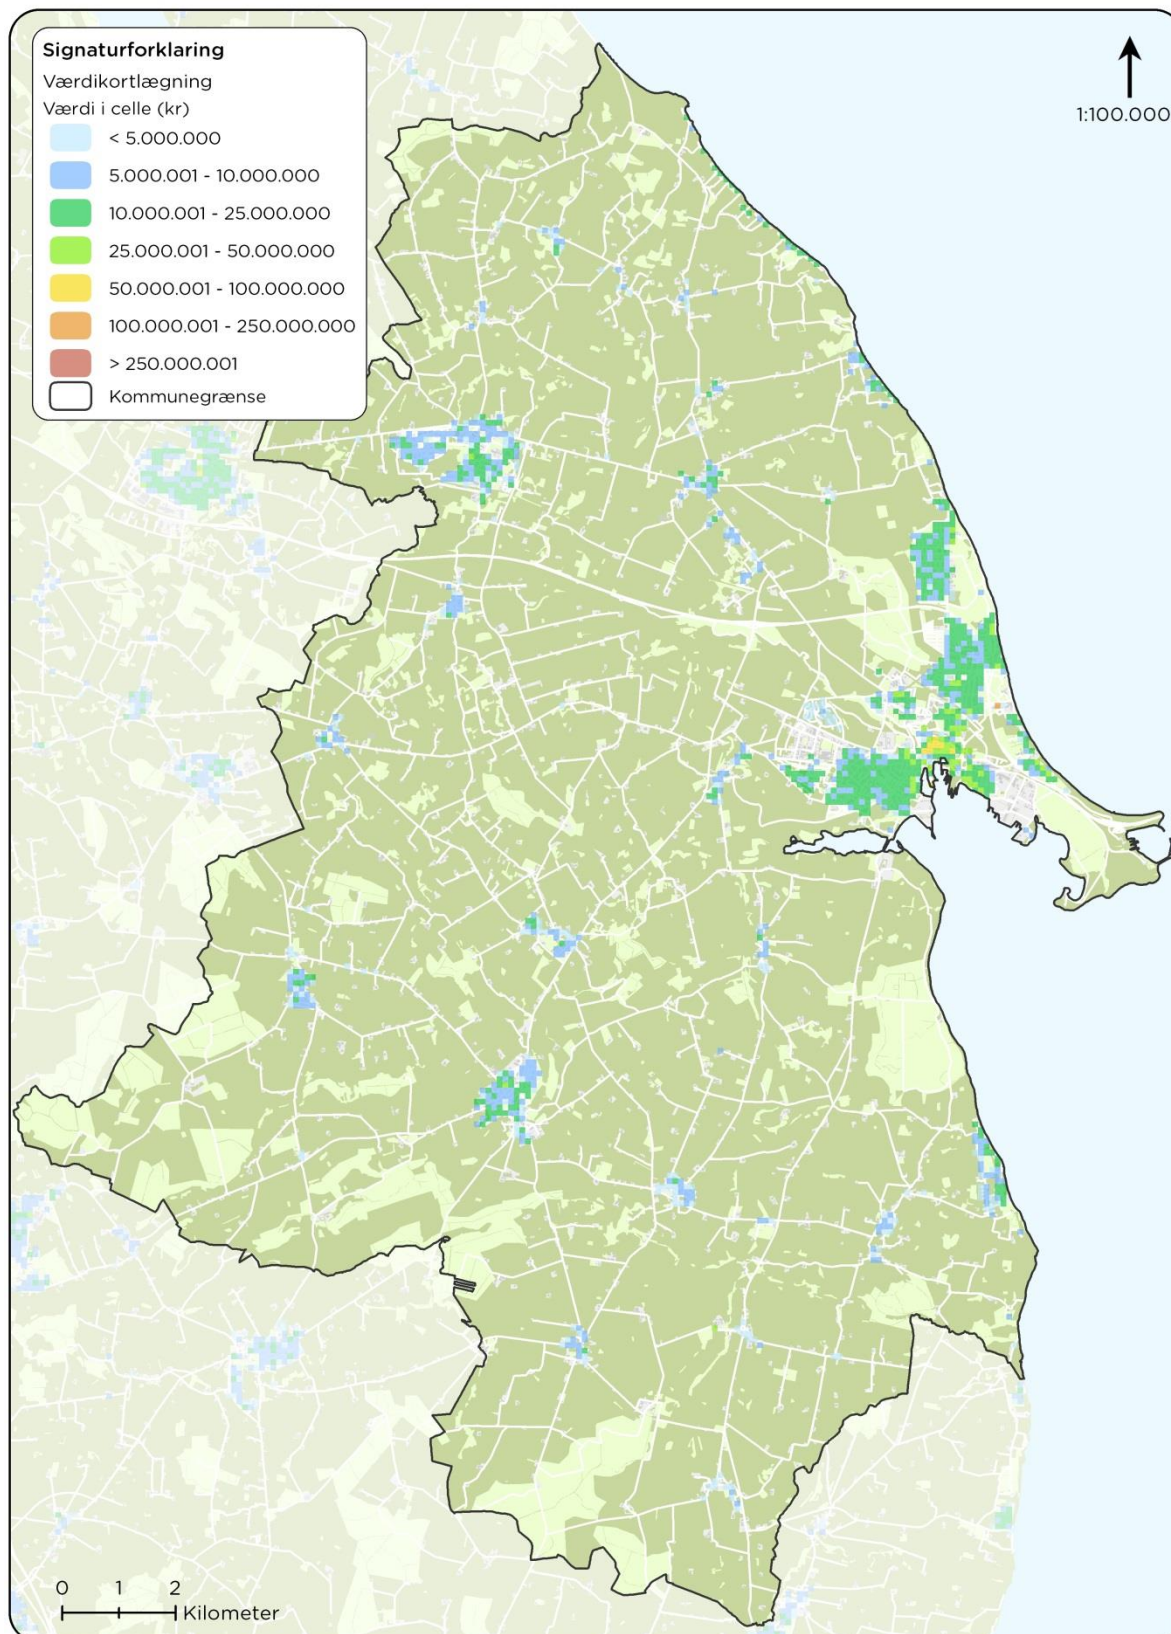 Signaturforklaring
Værdikortlægning
Værdi i celle (kr)
< 5.000.000
5.000.001 - 10.000.000
10.000.001 - 25.000.000
25.000.001 - 50.000.000
50.000.001 - 100.000.000
100.000.001 - 250.000.000
> 250.000.001
Kommunegrænse
1:100.000
0 1 2
Kilometer